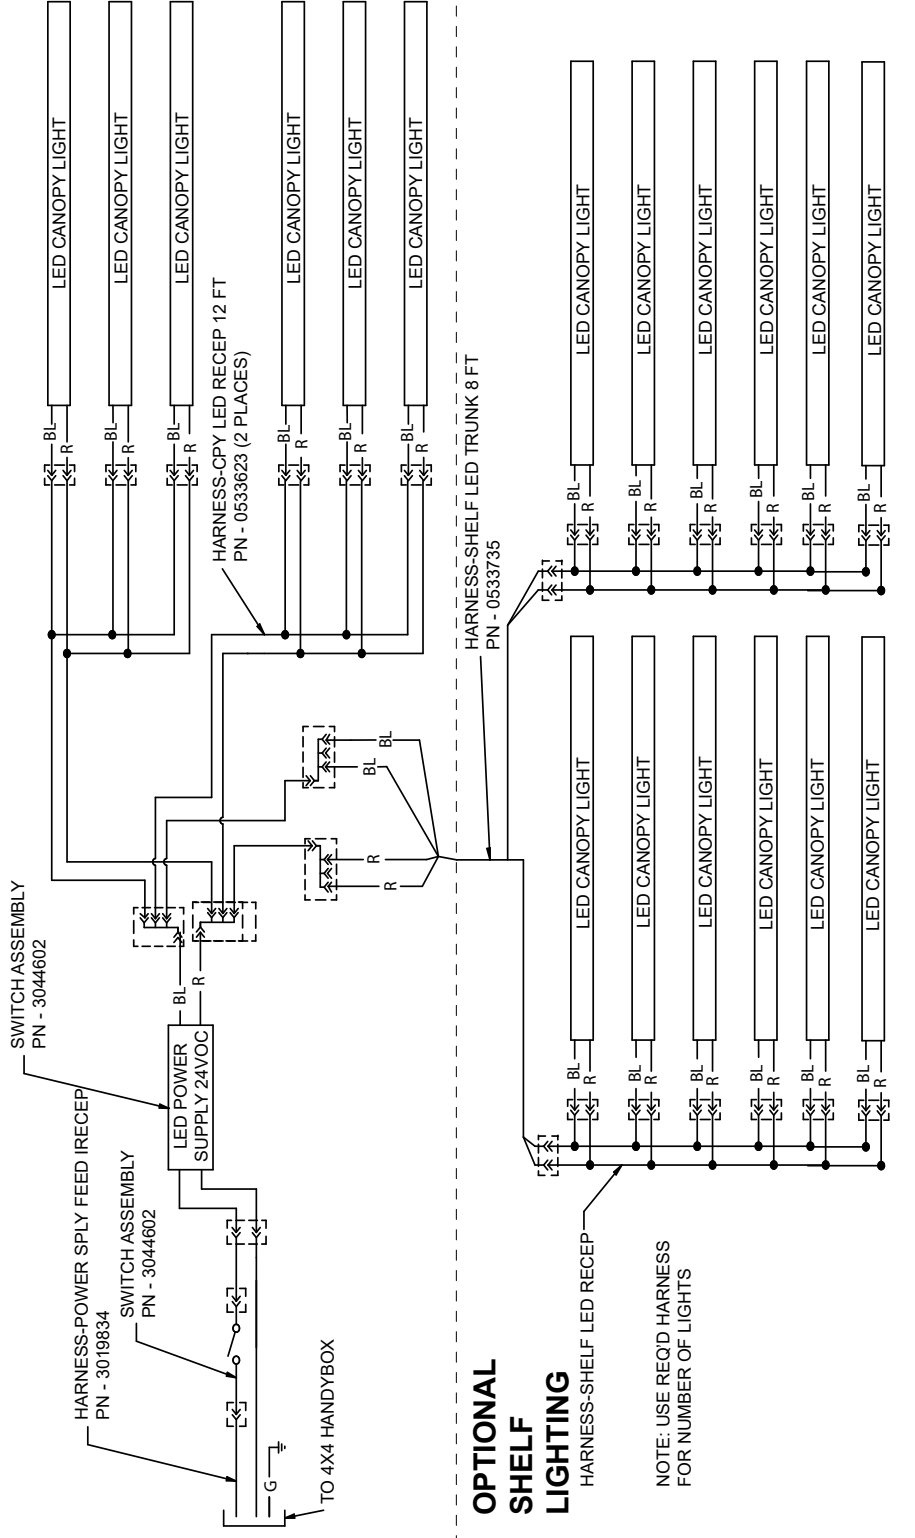 SWITCH ASSEMBLY
PN - 3044602
HARNESS-POWER SPLY FEED IRECEP
PN - 3019834
SWITCH ASSEMBLY
PN - 3044602
LED POWER
SUPPLY 24VOC
BL
R
G
TO 4X4 HANDYBOX
BL
R
LED CANOPY LIGHT
BL
R
LED CANOPY LIGHT
BL
R
LED CANOPY LIGHT
HARNESS-CPY LED RECEP 12 FT
PN - 0533623 (2 PLACES)
BL
R
LED CANOPY LIGHT
BL
R
LED CANOPY LIGHT
BL
R
LED CANOPY LIGHT
R
R
BL
BL
OPTIONAL
SHELF
LIGHTING
HARNESS-SHELF LED TRUNK 8 FT
PN - 0533735
HARNESS-SHELF LED RECEP
NOTE: USE REQ'D HARNESS
FOR NUMBER OF LIGHTS
BL
R
LED CANOPY LIGHT
BL
R
LED CANOPY LIGHT
BL
R
LED CANOPY LIGHT
BL
R
LED CANOPY LIGHT
BL
R
LED CANOPY LIGHT
BL
R
LED CANOPY LIGHT
BL
R
LED CANOPY LIGHT
BL
R
LED CANOPY LIGHT
BL
R
LED CANOPY LIGHT
BL
R
LED CANOPY LIGHT
BL
R
LED CANOPY LIGHT
BL
R
LED CANOPY LIGHT